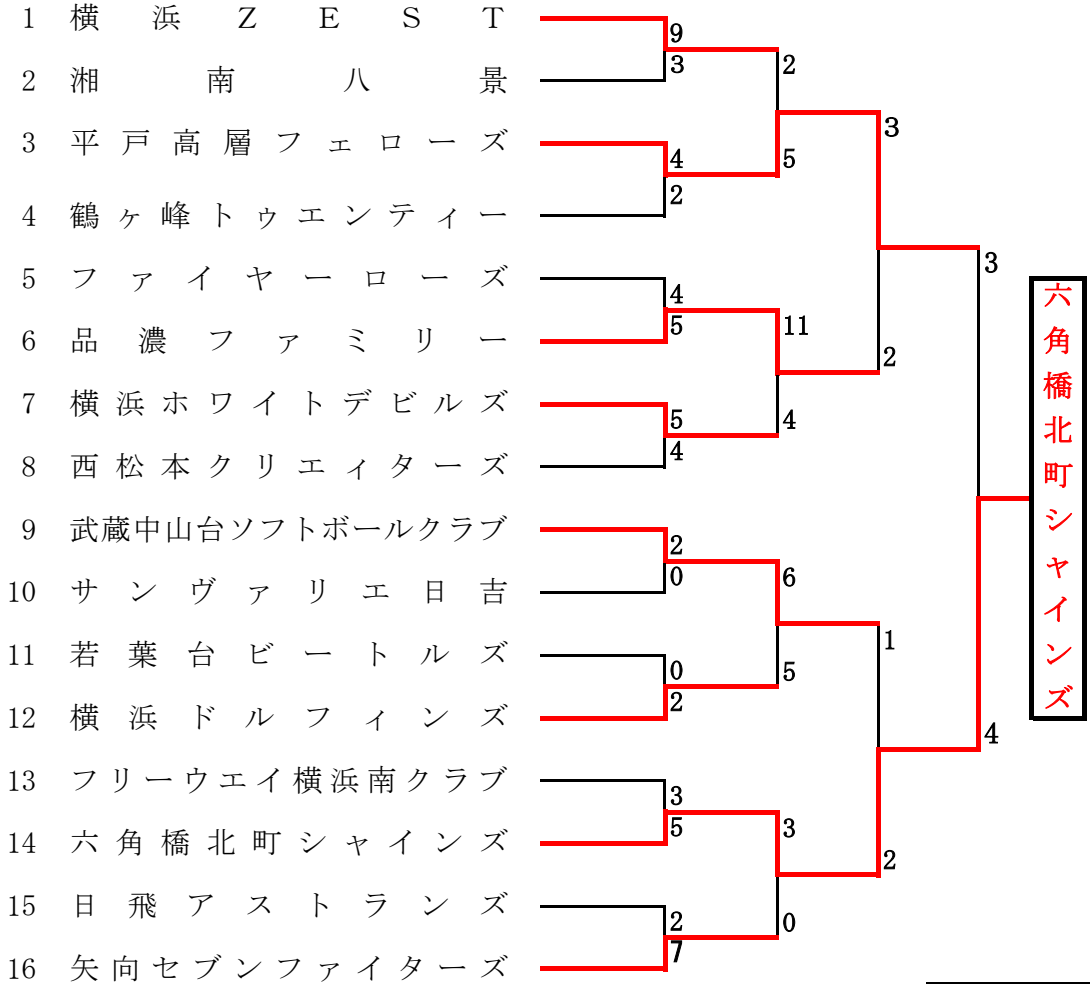 1 横浜ZEST
9
3
2
2 湘南八景
3
3 平戸高層フェローズ
4
5
2
4 鶴ヶ峰トゥエンティー
3
5 ファイヤーローズ
4
5
11
6 品濃ファミリー
2
7 横浜ホワイトデビルズ
5
4
4
8 西松本クリエィターズ
六角橋北町シャインズ
9 武蔵中山台ソフトボールクラブ
2
0
6
10 サンヴァリエ日吉
1
11 若葉台ビートルズ
0
5
2
12 横浜ドルフィンズ
4
13 フリーウエイ横浜南クラブ
3
5
3
14 六角橋北町シャインズ
2
15 日飛アストランズ
2
0
7
16 矢向セブンファイターズ